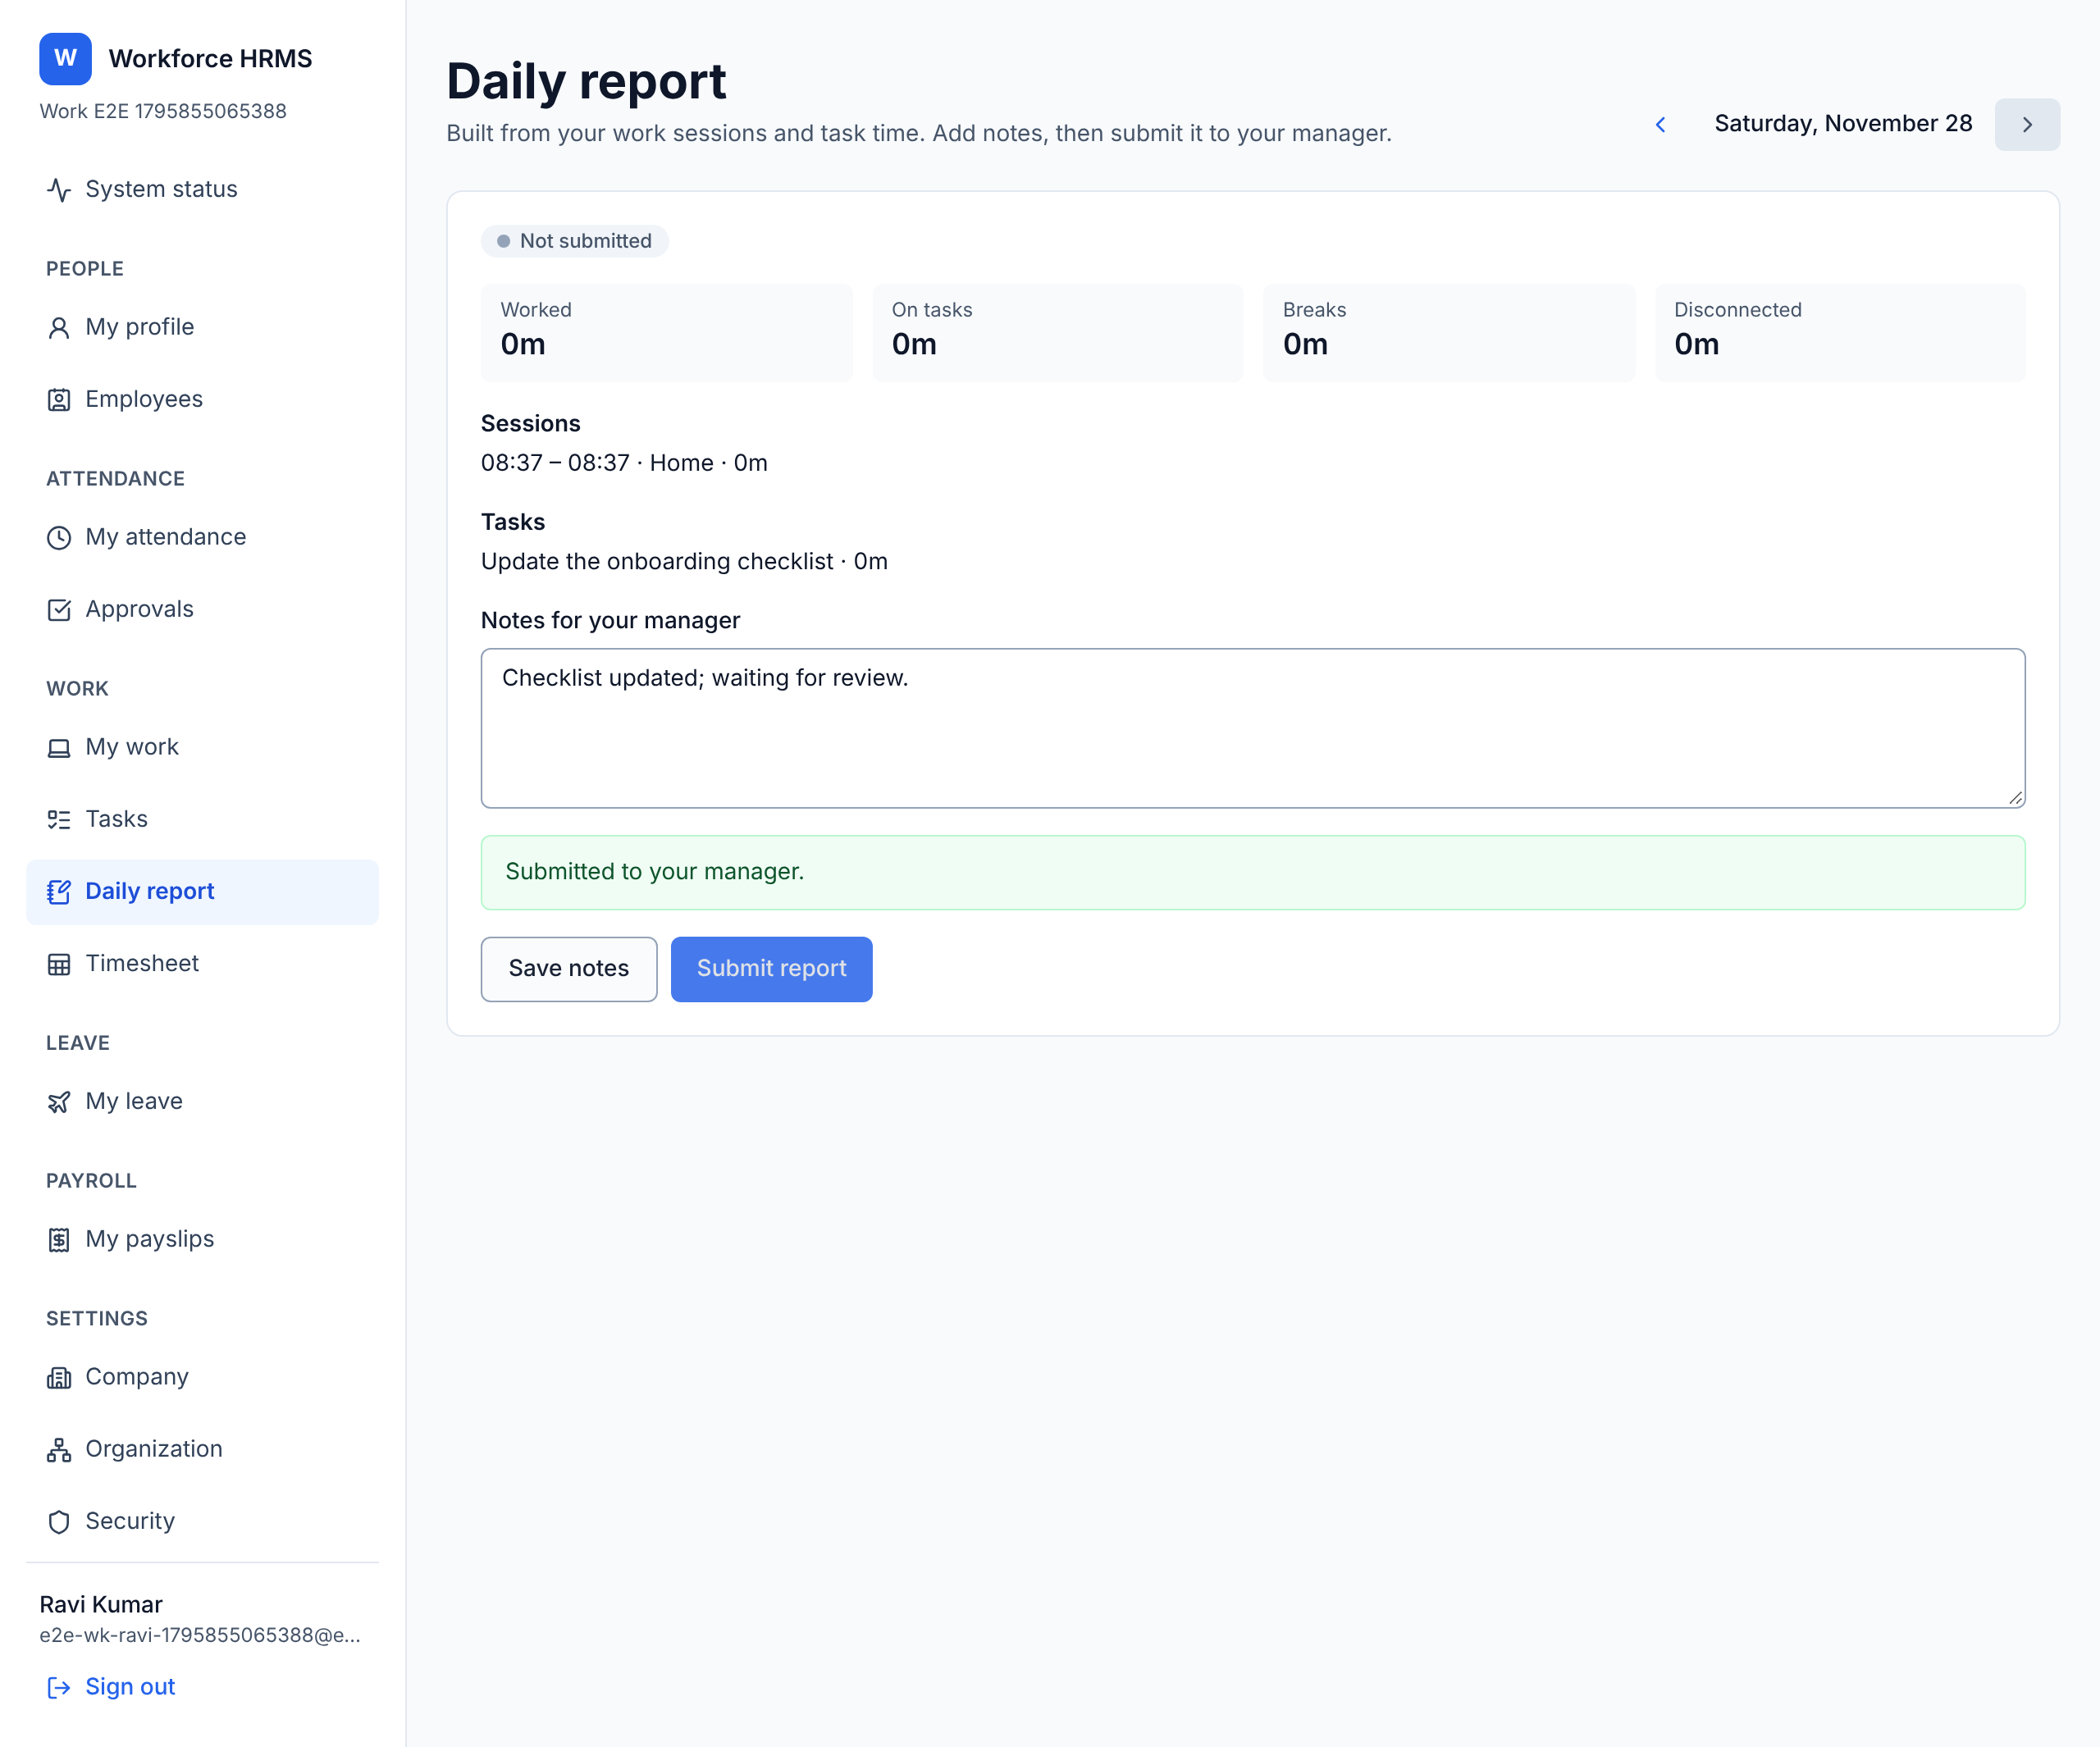 W
Workforce HRMS
Work E2E 1795855065388
System status
PEOPLE
My profile
Employees
ATTENDANCE
My attendance
Approvals
WORK
My work
Tasks
Daily report
Timesheet
LEAVE
My leave
PAYROLL
My payslips
SETTINGS
Company
Organization
Security
Ravi Kumar
e2e-wk-ravi-1795855065388@e...
Sign out
Daily report
Built from your work sessions and task time. Add notes, then submit it to your manager.
Saturday, November 28
Not submitted
Worked
0m
On tasks
0m
Breaks
0m
Disconnected
0m
Sessions
08:37 – 08:37 · Home · 0m
Tasks
Update the onboarding checklist · 0m
Notes for your manager
Checklist updated; waiting for review.
Submitted to your manager.
Save notes
Submit report